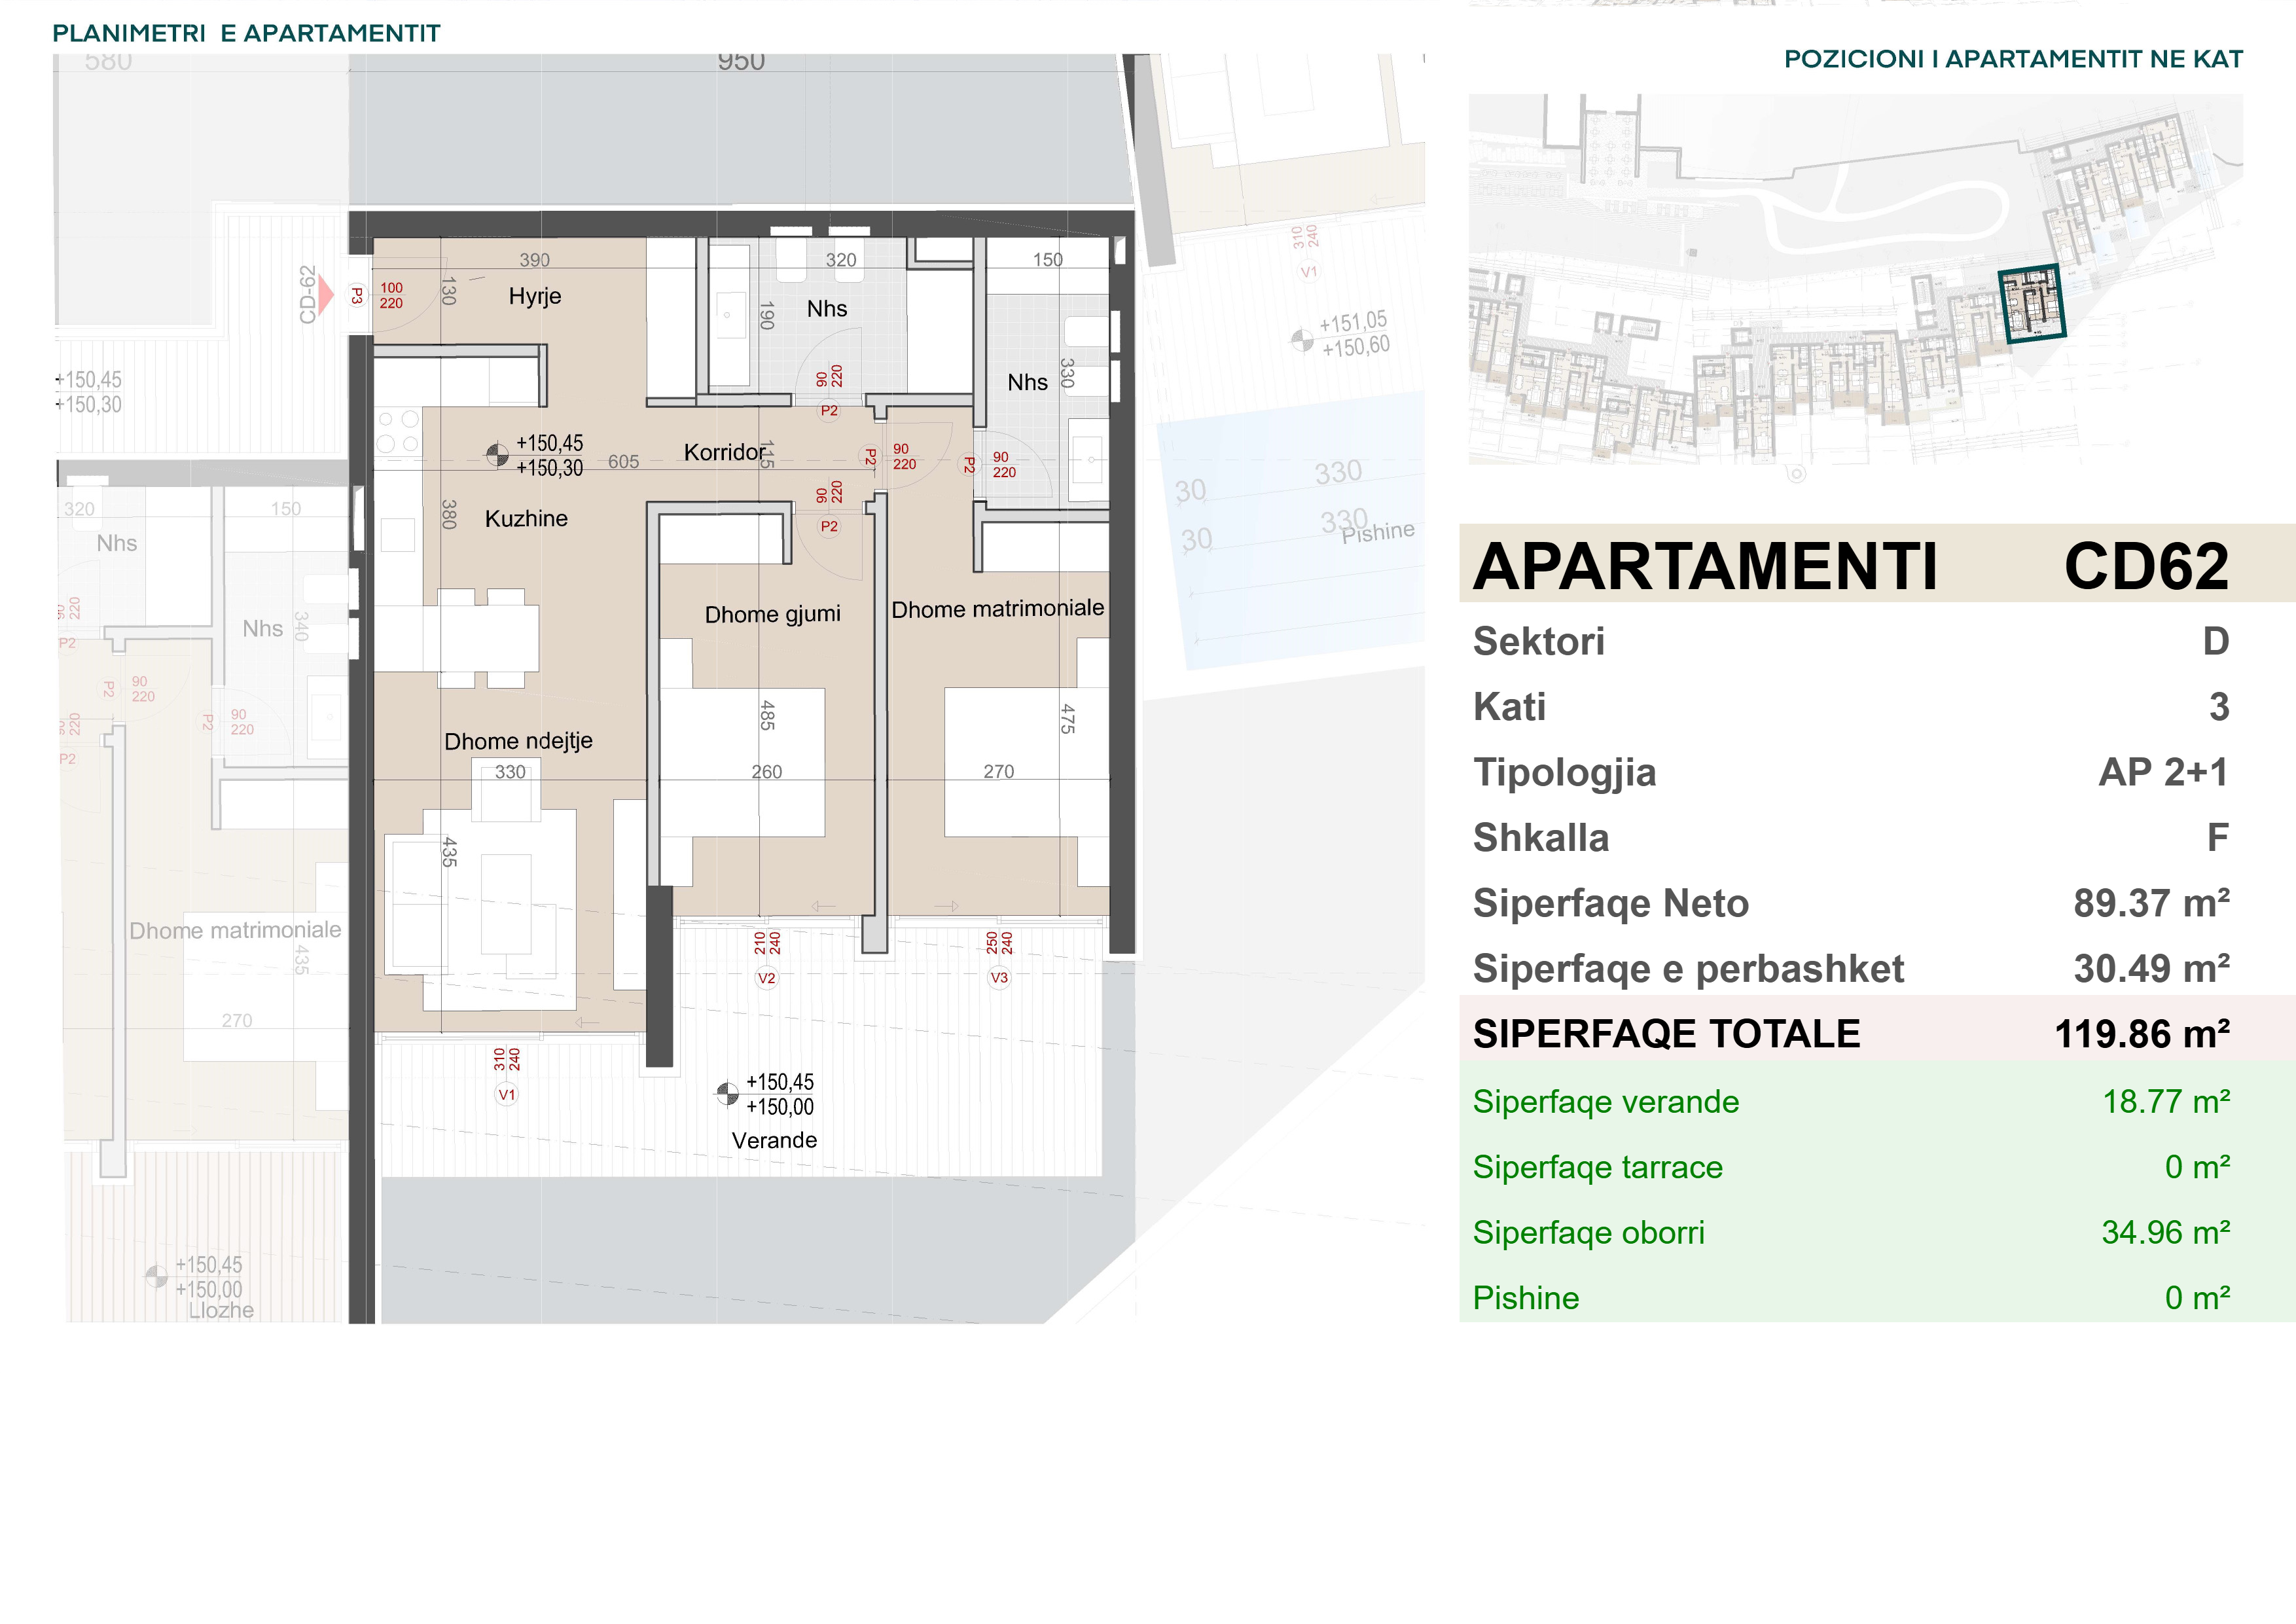 PLANIMETRI E APARTAMENTIT
POZICIONI I APARTAMENTIT NE KAT
580
950
CD-62
P3
100
220
390
130
Hyrje
320
190
Nhs
150
330
Nhs
90
220
P2
+150,45
+150,30
605
Korridor
115
P2
90
220
P2
90
220
90
220
P2
380
Kuzhine
Dhome gjumi
Dhome matrimoniale
Dhome ndejtje
330
485
260
475
270
435
310
240
V1
210
240
V2
250
240
V3
+150,45
+150,00
Verande
+150,45
+150,30
320
150
Nhs
Nhs
340
220
P2
P2
90
220
P2
90
220
220
P2
Dhome matrimoniale
435
270
+150,45
+150,00
Llozhe
310
240
V1
+151,05
+150,60
30
330
30
330
Pishine
APARTAMENTI CD62
Sektori D
Kati 3
Tipologjia AP 2+1
Shkalla F
Siperfaqe Neto 89.37 m²
Siperfaqe e perbashket 30.49 m²
SIPERFAQE TOTALE 119.86 m²
Siperfaqe verande 18.77 m²
Siperfaqe tarrace 0 m²
Siperfaqe oborri 34.96 m²
Pishine 0 m²